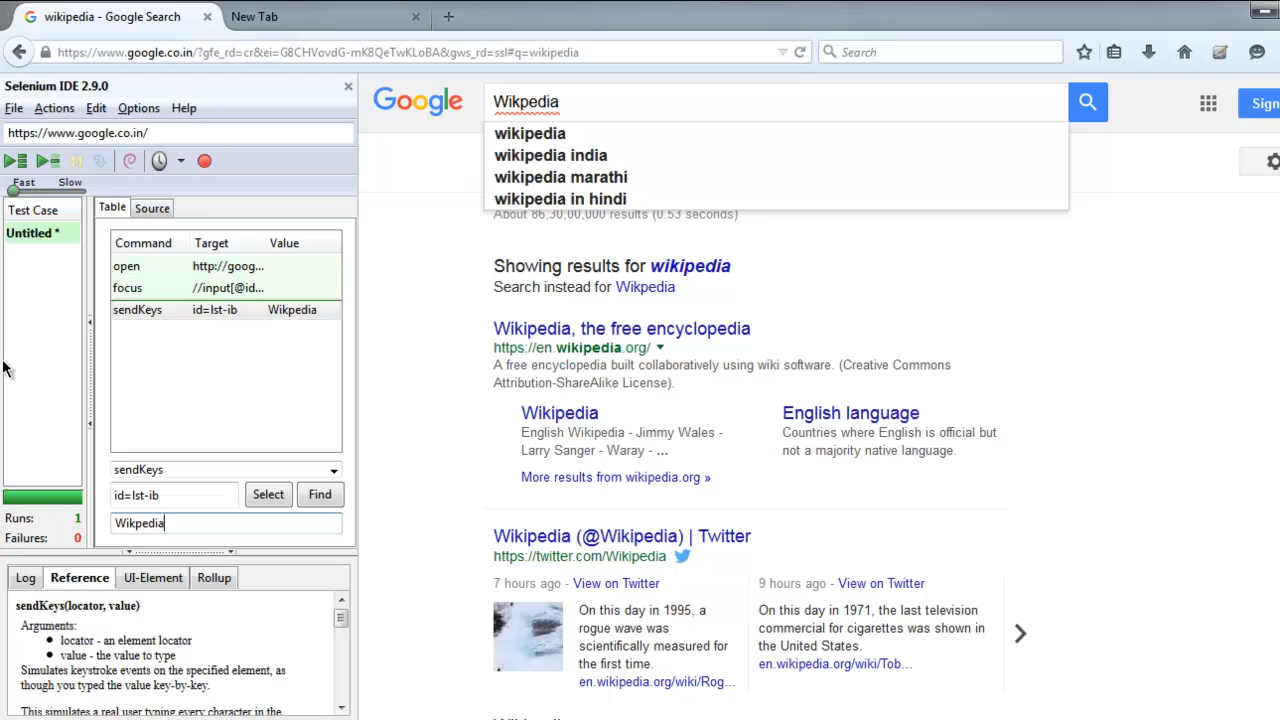 wikipedia - Google Search
New Tab
https://www.google.co.in/?gfe_rd=cr&ei=G8CHVovdG-mK8QeTwKLoBA&gws_rd=ssl#q=wikipedia
Search
Selenium IDE 2.9.0
File Actions Edit Options Help
https://www.google.co.in/
Fast Slow
Test Case
Untitled *
Table Source
Command Target Value
open http://goog...
focus //input[@id...
sendKeys id=lst-ib Wikpedia
sendKeys
id=lst-ib Select Find
Wikpedia
Runs: 1
Failures: 0
Log Reference UI-Element Rollup
sendKeys(locator, value)
Arguments:
locator - an element locator
value - the value to type
Simulates keystroke events on the specified element, as
though you typed the value key-by-key.
This simulates a real user typing every character in the
Google
Wikpedia
Sign
wikipedia
wikipedia india
wikipedia marathi
wikipedia in hindi
About 86,30,00,000 results (0.53 seconds)
Showing results for wikipedia
Search instead for Wikpedia
Wikipedia, the free encyclopedia
https://en.wikipedia.org/
A free encyclopedia built collaboratively using wiki software. (Creative Commons
Attribution-ShareAlike License).
Wikipedia
English Wikipedia - Jimmy Wales -
Larry Sanger - Waray - ...
English language
Countries where English is official but
not a majority native language.
More results from wikipedia.org »
Wikipedia (@Wikipedia) | Twitter
https://twitter.com/Wikipedia
7 hours ago - View on Twitter
On this day in 1995, a
rogue wave was
scientifically measured for
the first time.
en.wikipedia.org/wiki/Rog...
9 hours ago - View on Twitter
On this day in 1971, the last television
commercial for cigarettes was shown in
the United States.
en.wikipedia.org/wiki/Tob...